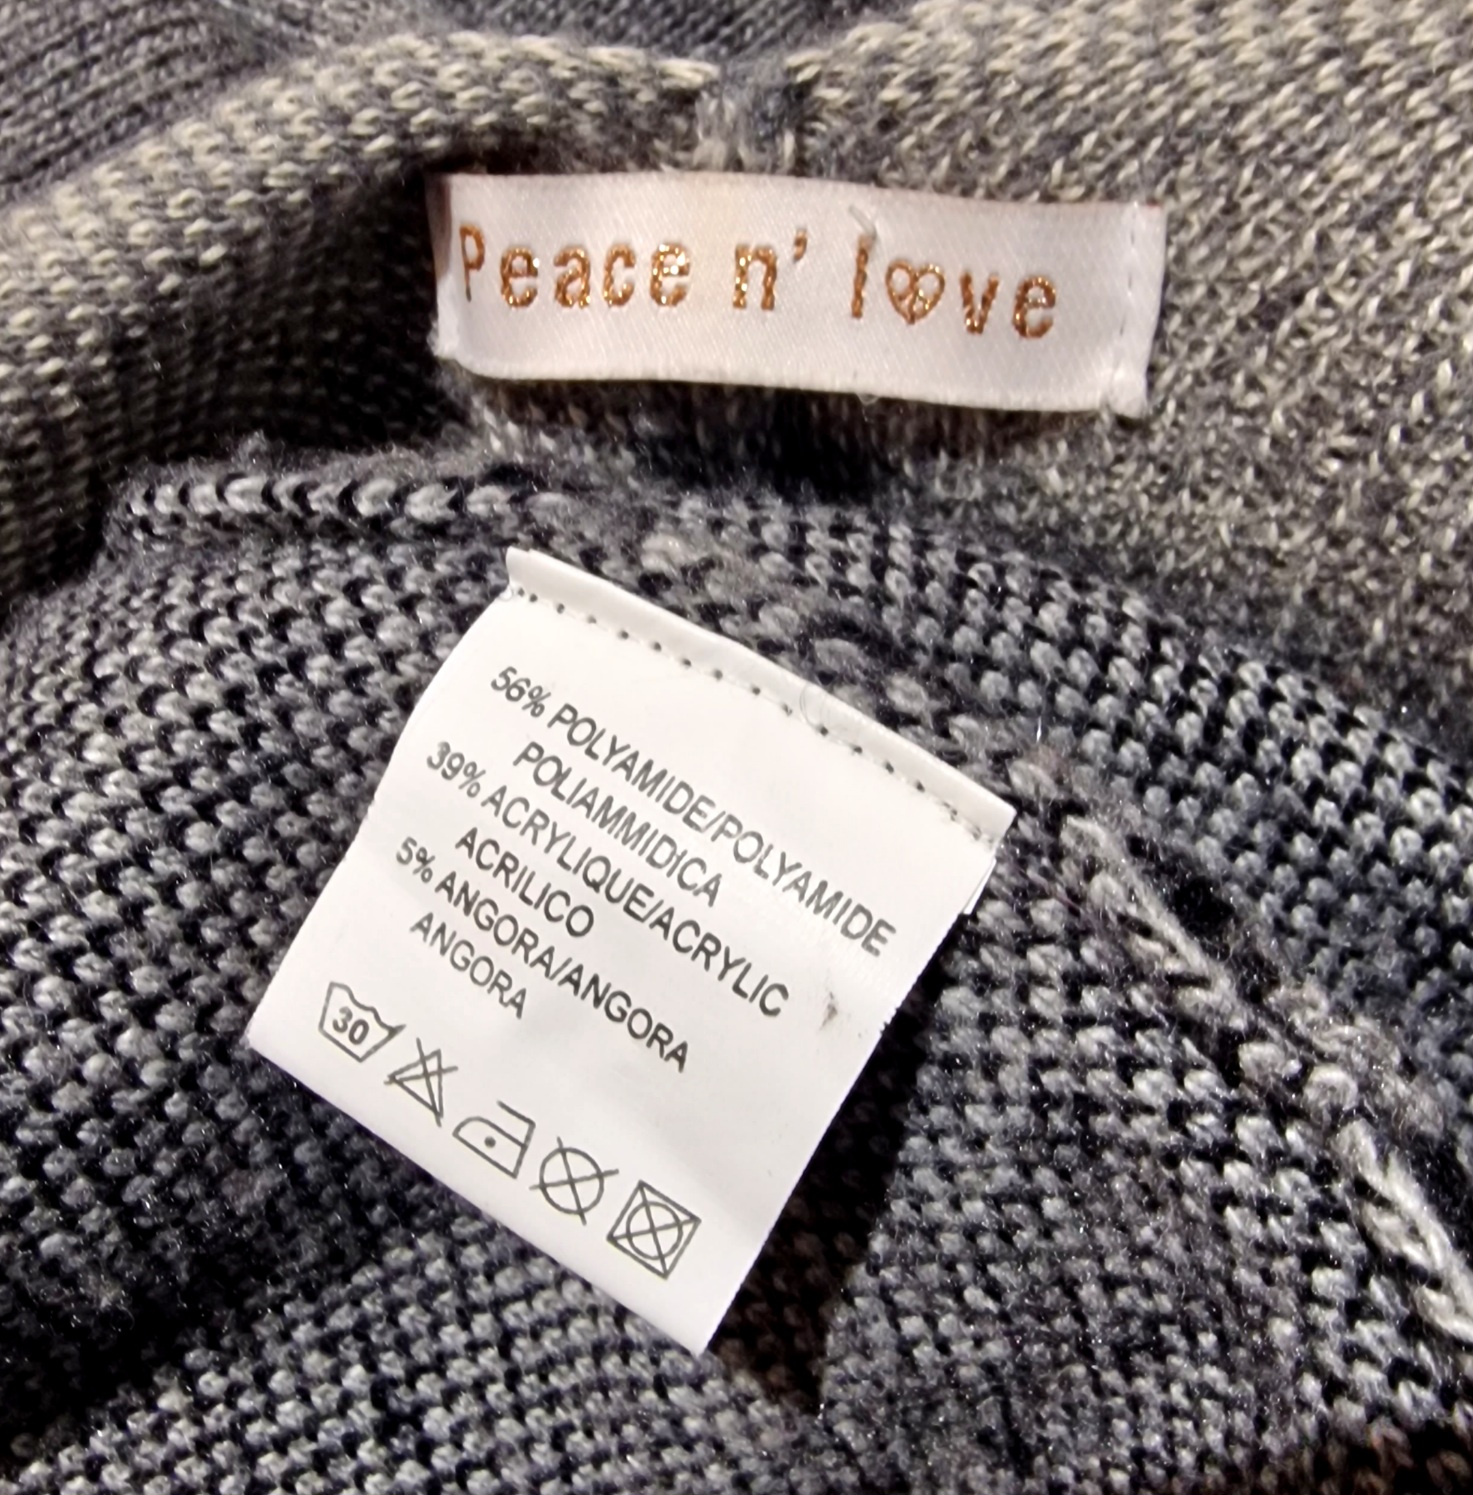 Peace n' love
56% POLYAMIDE/POLYAMIDE
POLIAMMIDICA
39% ACRYLIQUE/ACRYLIC
ACRILICO
5% ANGORA/ANGORA
ANGORA
30